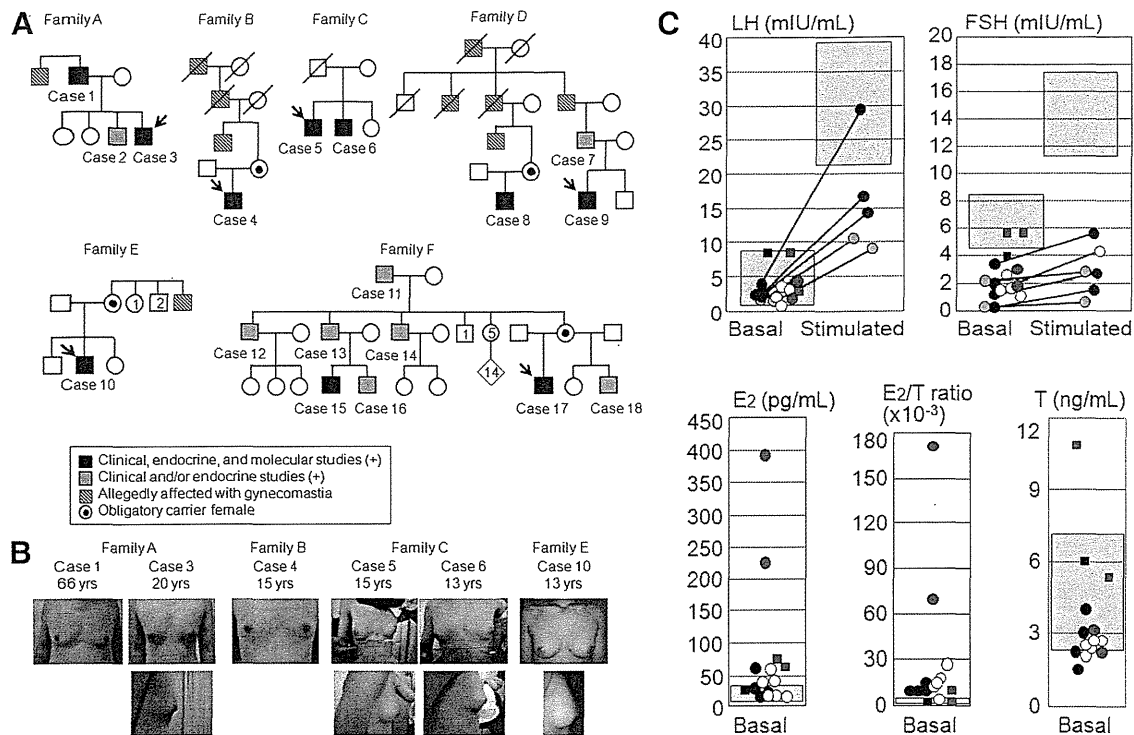 A
Family A
Family B
Family C
Family D
Case 1
Case 2
Case 3
Case 4
Case 5
Case 6
Case 7
Case 8
Case 9
Family E
Family F
1
2
Case 10
Case 11
Case 12
Case 13
Case 14
1
5
14
Case 15
Case 16
Case 17
Case 18
Clinical, endocrine, and molecular studies (+)
Clinical and/or endocrine studies (+)
Allegedly affected with gynecomastia
Obligatory carrier female
B
Family A
Family B
Family C
Family E
Case 1
Case 3
Case 4
Case 5
Case 6
Case 10
66 yrs
20 yrs
15 yrs
15 yrs
13 yrs
13 yrs
C
LH (mIU/mL)
40
35
30
25
20
15
10
5
0
Basal
Stimulated
FSH (mIU/mL)
20
18
16
14
12
10
8
6
4
2
0
Basal
Stimulated
E2 (pg/mL)
450
400
350
300
250
200
150
100
50
0
Basal
E2/T ratio
(x10-3)
180
150
120
90
60
30
0
Basal
T (ng/mL)
12
9
6
3
0
Basal